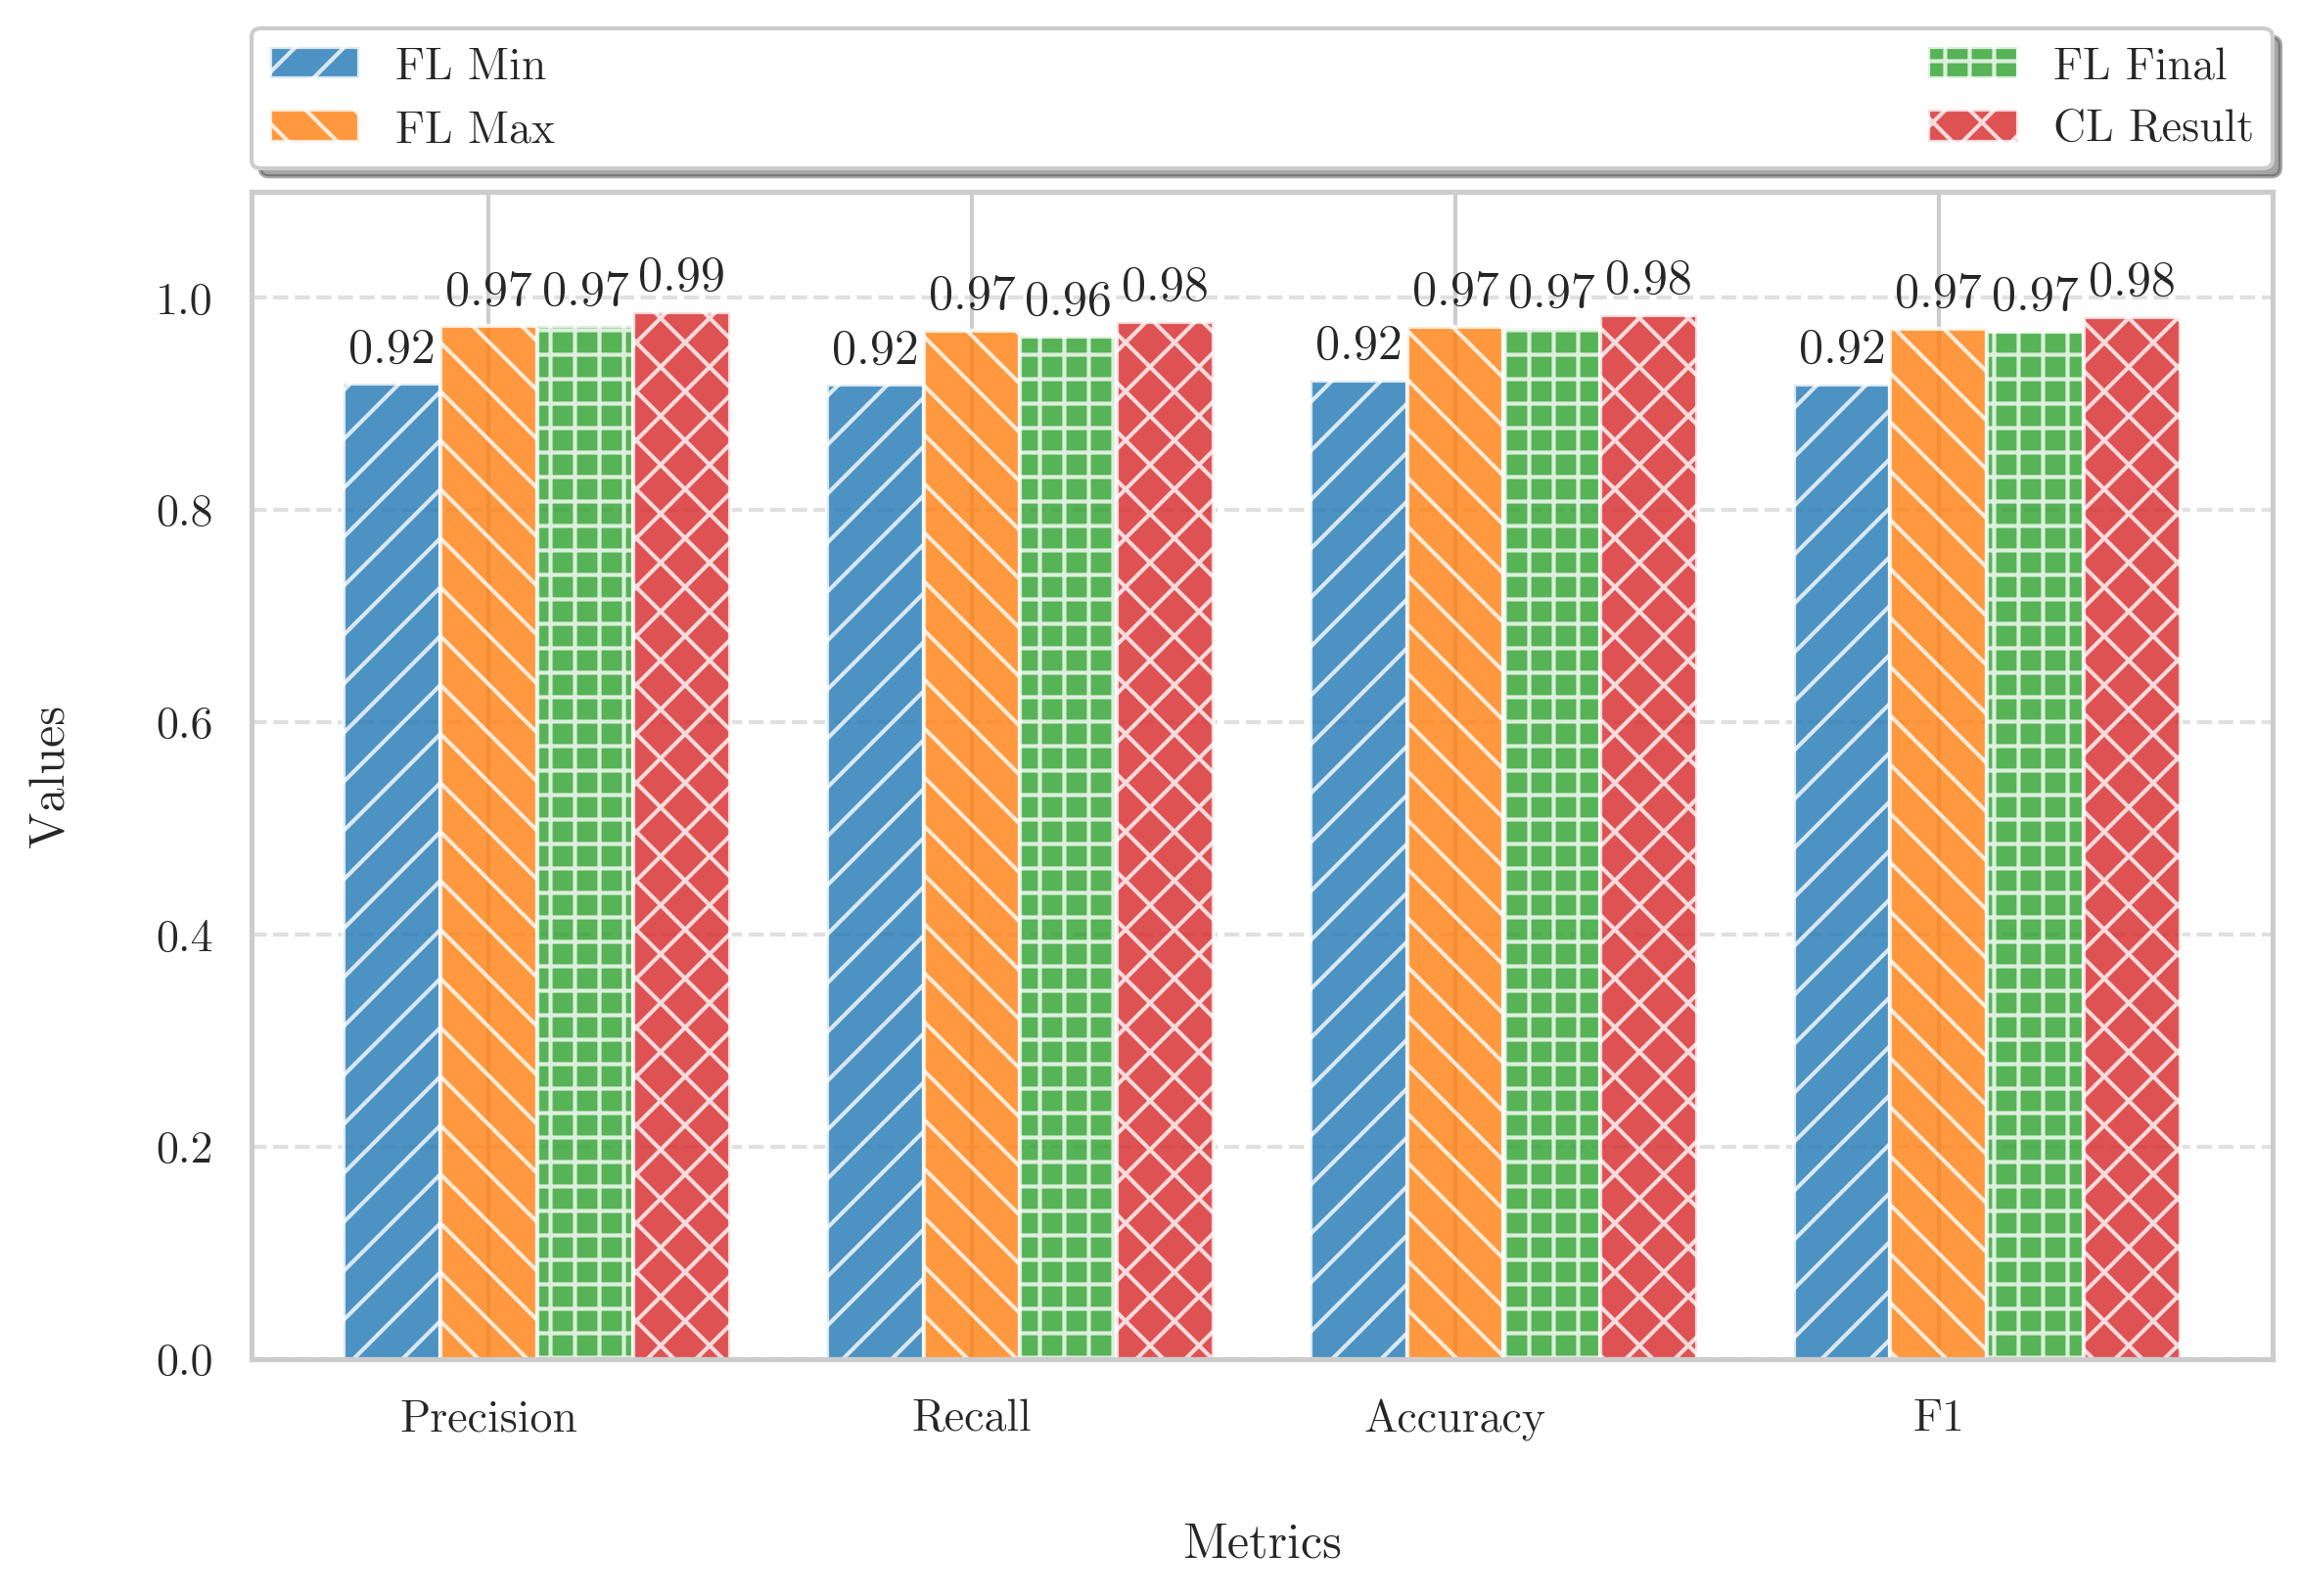 FL Min
FL Max
FL Final
CL Result
Values
1.0
0.8
0.6
0.4
0.2
0.0
0.92 0.97 0.97 0.99
0.92 0.97 0.96 0.98
0.92 0.97 0.97 0.98
0.92 0.97 0.97 0.98
Precision Recall Accuracy F1
Metrics